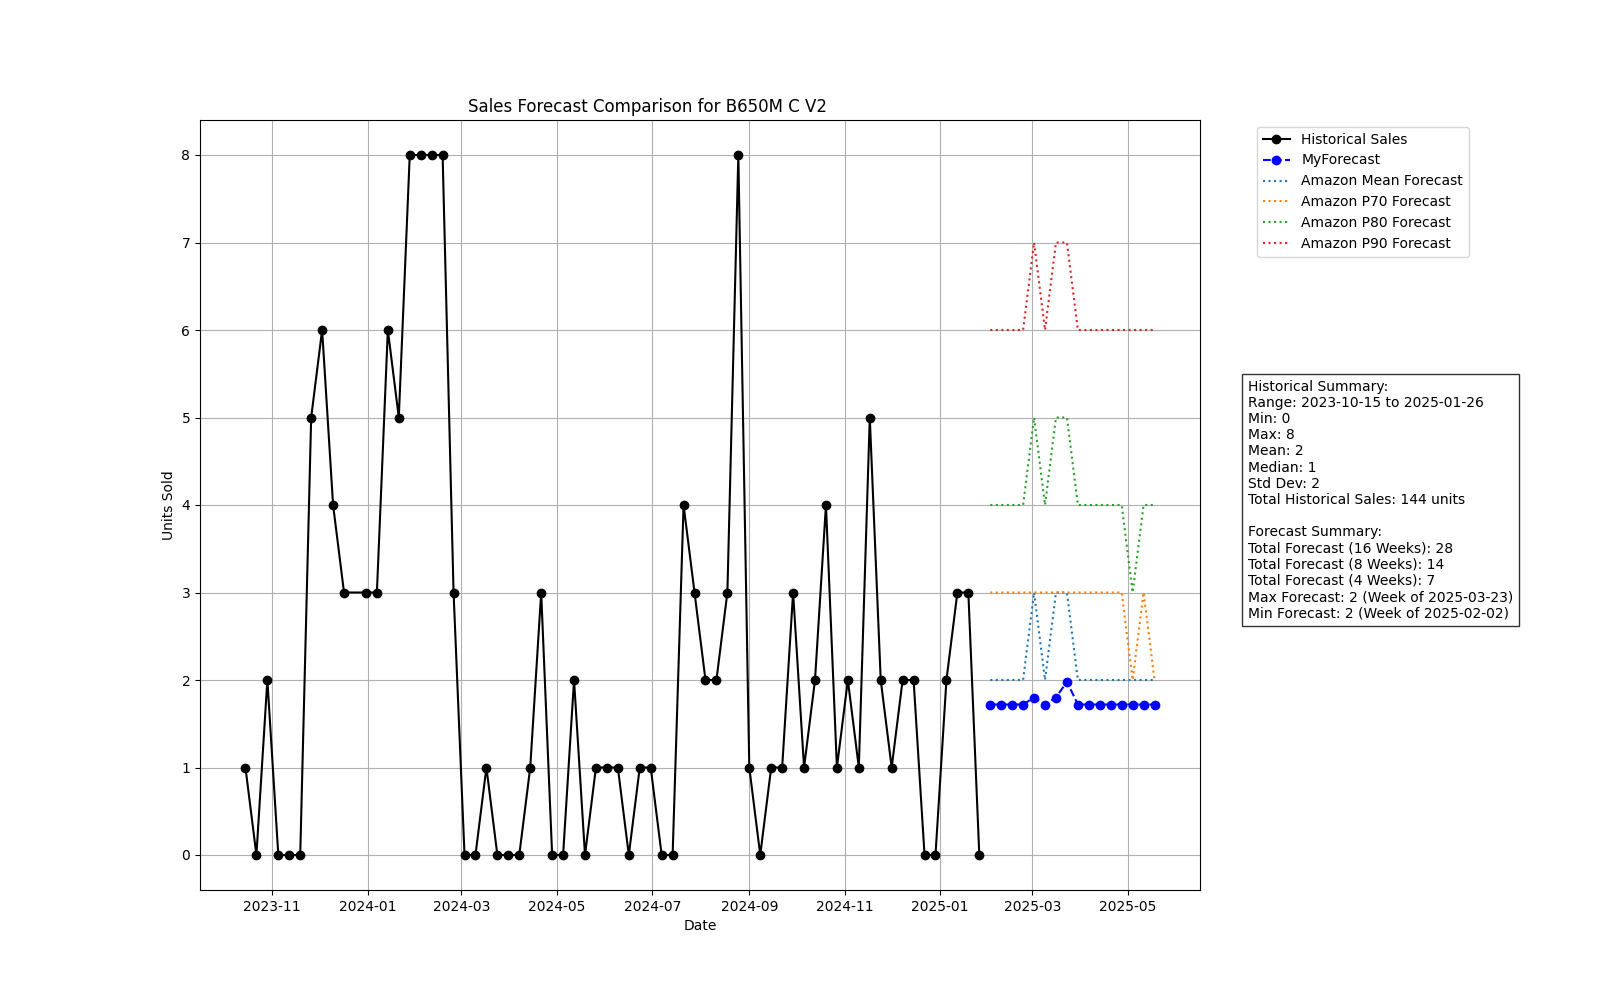 Sales Forecast Comparison for B650M C V2
Historical Sales
MyForecast
Amazon Mean Forecast
Amazon P70 Forecast
Amazon P80 Forecast
Amazon P90 Forecast
8
7
6
5
4
3
2
1
0
Units Sold
2023-11
2024-01
2024-03
2024-05
2024-07
2024-09
2024-11
2025-01
2025-03
2025-05
Date
Historical Summary:
Range: 2023-10-15 to 2025-01-26
Min: 0
Max: 8
Mean: 2
Median: 1
Std Dev: 2
Total Historical Sales: 144 units
Forecast Summary:
Total Forecast (16 Weeks): 28
Total Forecast (8 Weeks): 14
Total Forecast (4 Weeks): 7
Max Forecast: 2 (Week of 2025-03-23)
Min Forecast: 2 (Week of 2025-02-02)